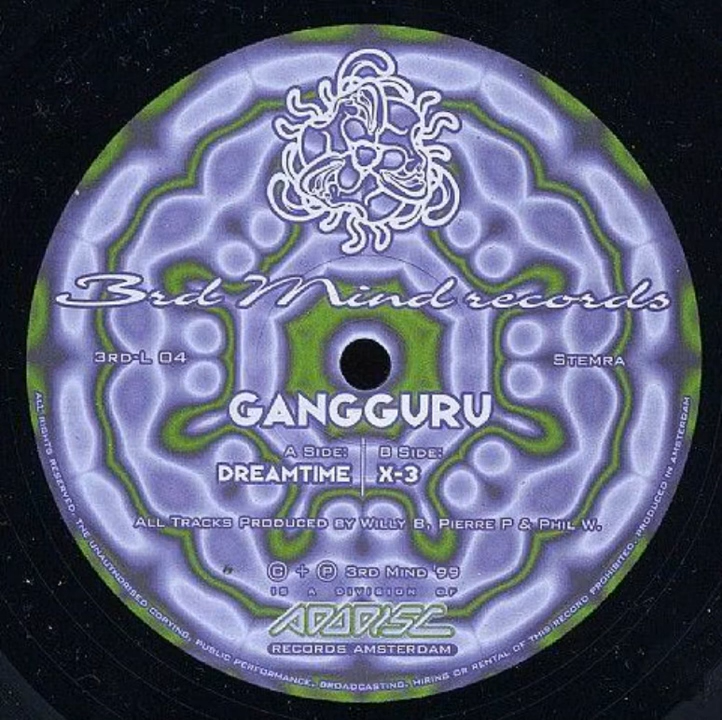 3rd Mind records
3RD-L 04
STEMRA
GANGGURU
A SIDE:
DREAMTIME
B SIDE:
X-3
ALL TRACKS PRODUCED BY WILLY B, PIERRE P & PHIL W.
© + ℗ 3RD MIND '99
IS A DIVISION OF
ADADISC
RECORDS AMSTERDAM
ALL RIGHTS RESERVED. THE UNAUTHORISED COPYING, PUBLIC PERFORMANCE, BROADCASTING, HIRING OR RENTAL OF THIS RECORD PROHIBITED. PRODUCED IN AMSTERDAM